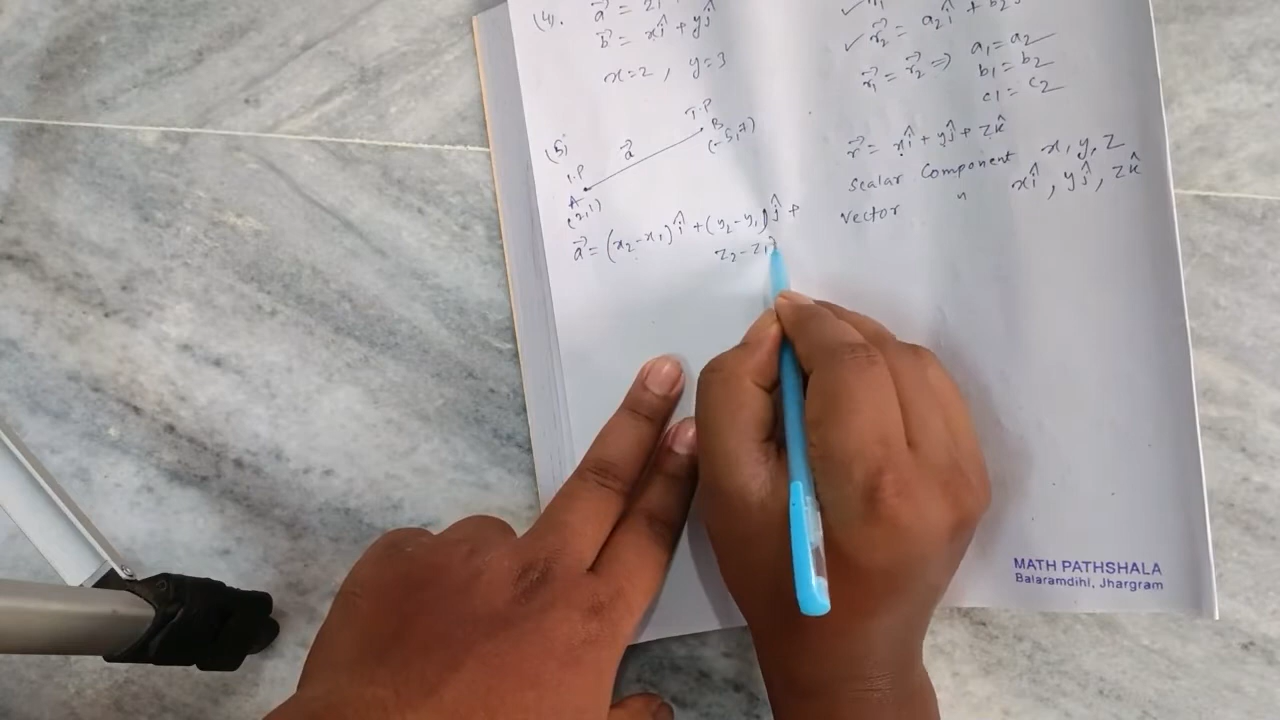 (4). a⃗ = 2î
b⃗ = xî + yĵ
x=2, y=3
(5)
T.P
B
(-5,7)
a⃗
I.P
A
(2,1)
a⃗ = (x₂-x₁)î + (y₂-y₁)ĵ +
z₂-z₁
✓ r⃗₂ = a₂î + b₂ĵ
r⃗₁ = r⃗₂ ⇒ a₁ = a₂
b₁ = b₂
c₁ = c₂
r⃗ = xî + yĵ + zk̂
Scalar Component x, y, z
vector " xî, yĵ, zk̂
MATH PATHSHALA
Balaramdihi, Jhargram